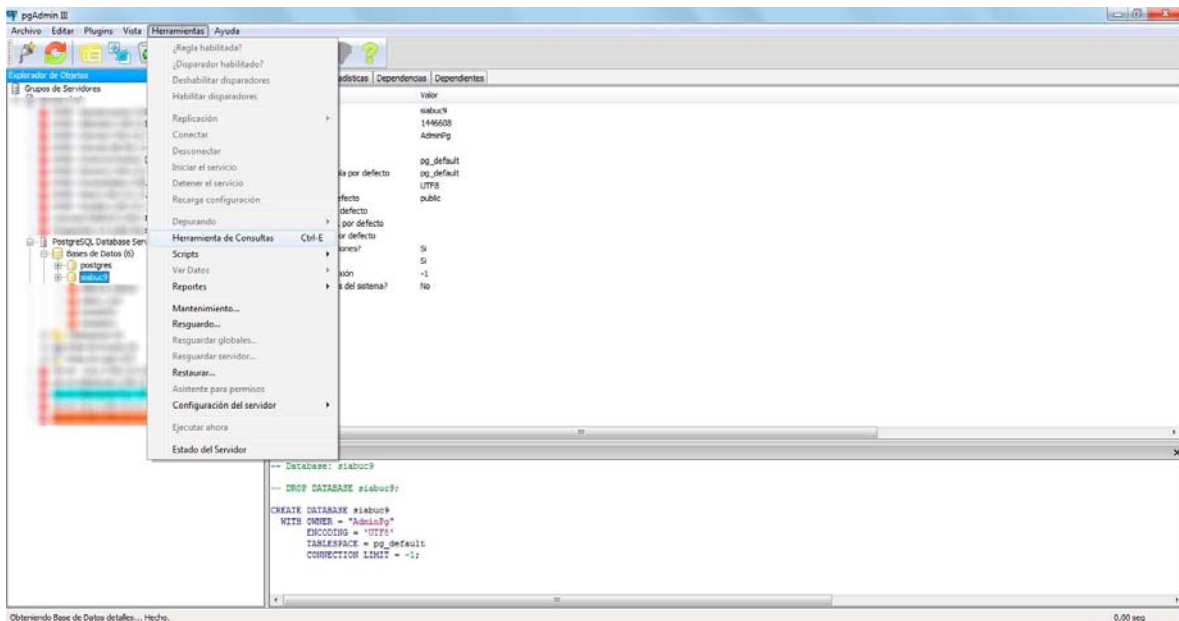 pgAdmin III
Archivo Editar Plugins Vista Herramientas Ayuda
¿Regla habilitada?
¿Disparador habilitado?
Deshabilitar disparadores
Habilitar disparadores
Replicación
Conectar
Desconectar
Iniciar el servicio
Detener el servicio
Recarga configuración
Depurando
Herramienta de Consultas Ctrl-E
Scripts
Ver Datos
Reportes
Mantenimiento...
Resguardo...
Resguardar globales...
Resguardar servidor...
Restaurar...
Asistente para permisos
Configuración del servidor
Ejecutar ahora
Estado del Servidor
Explorador de Objetos
Grupos de Servidores
PostgreSQL Database Ser
Bases de Datos (6)
postgres
siabuc9
adísticas Dependencias Dependientes
Valor
siabuc9
1446608
AdminPg
pg_default
la por defecto pg_default
UTF8
efecto public
defecto
por defecto
or defecto
ones? Sí
Sí
xión -1
s del sistema? No
-- Database: siabuc9
-- DROP DATABASE siabuc9;
CREATE DATABASE siabuc9
WITH OWNER = "AdminPg"
ENCODING = 'UTF8'
TABLESPACE = pg_default
CONNECTION LIMIT = -1;
Obteniendo Base de Datos detalles... Hecho.
0.00 seg